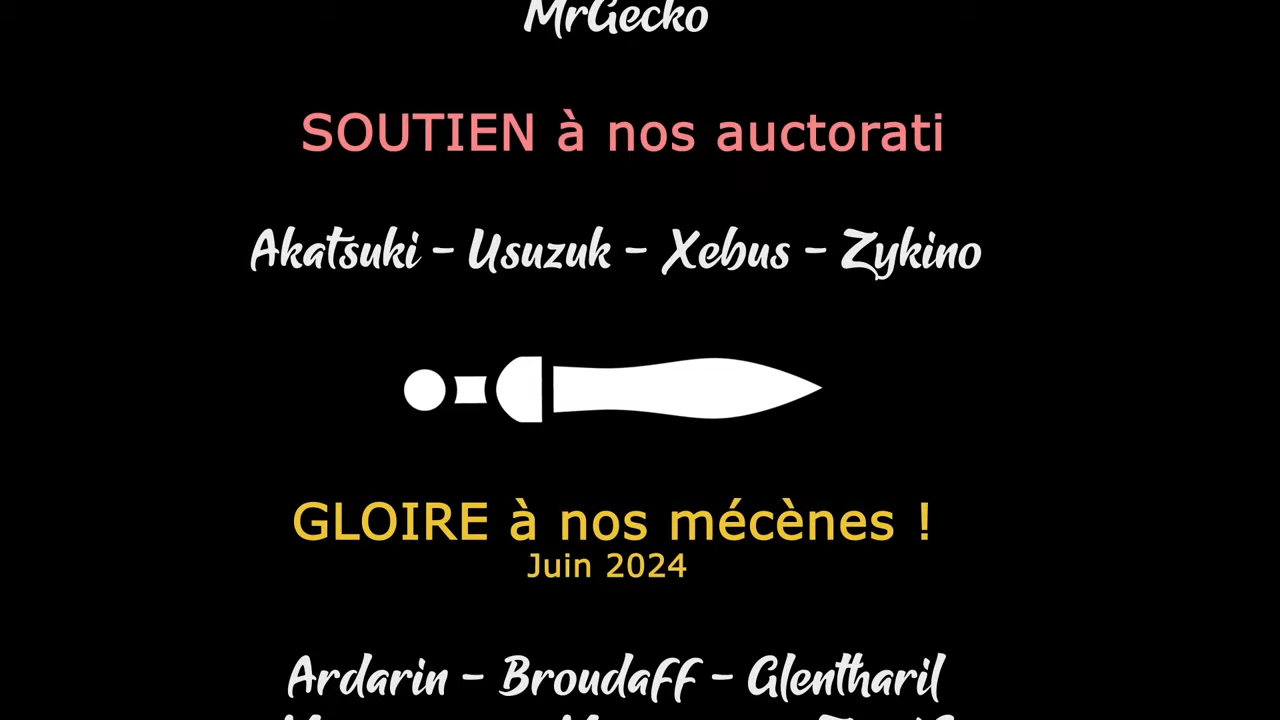 MrGecko
SOUTIEN à nos auctorati
Akatsuki - Usuzuk - Xebus - Zykino
GLOIRE à nos mécènes !
Juin 2024
Ardarin - Broudaff - Glentharil